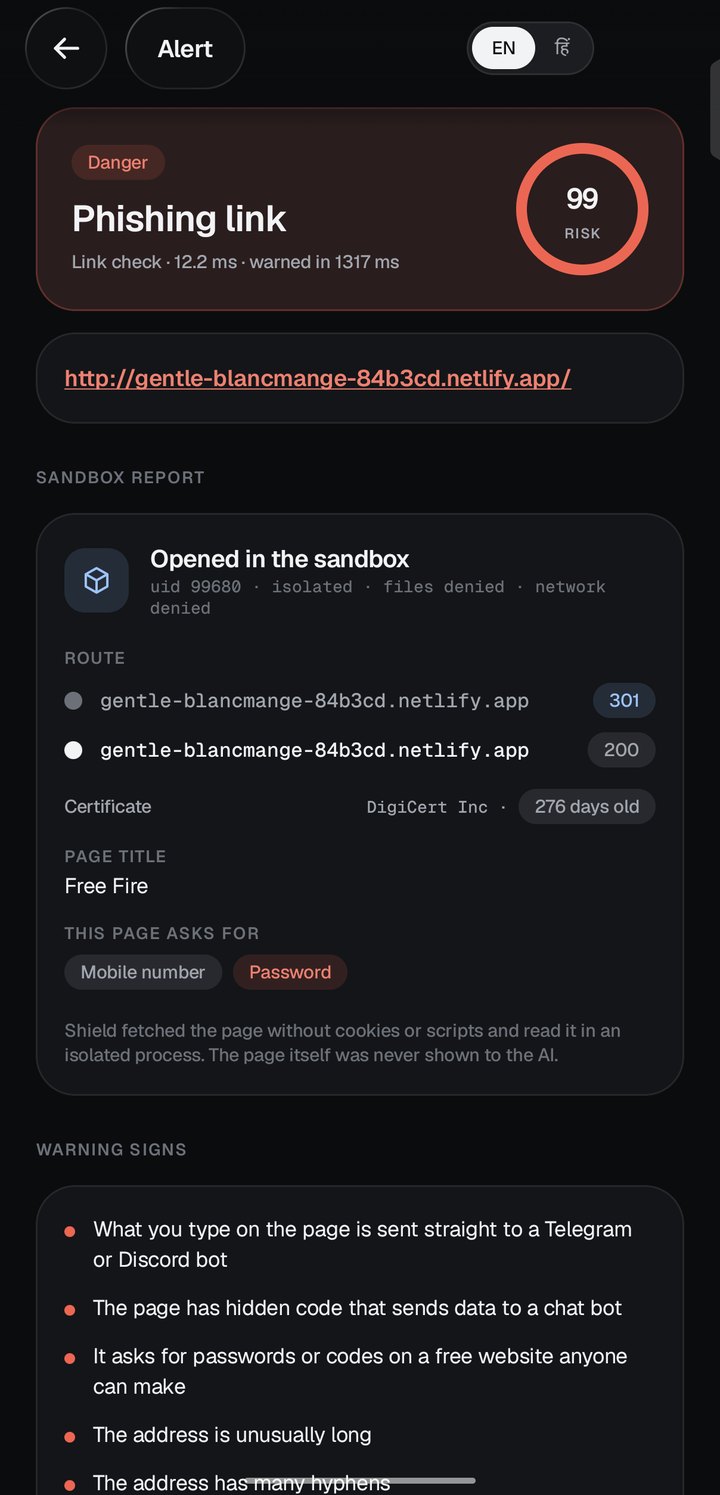 Alert
EN
हिं
Danger
Phishing link
Link check · 12.2 ms · warned in 1317 ms
99
RISK
http://gentle-blancmange-84b3cd.netlify.app/
SANDBOX REPORT
Opened in the sandbox
uid 99680 · isolated · files denied · network
denied
ROUTE
gentle-blancmange-84b3cd.netlify.app 301
gentle-blancmange-84b3cd.netlify.app 200
Certificate DigiCert Inc · 276 days old
PAGE TITLE
Free Fire
THIS PAGE ASKS FOR
Mobile number Password
Shield fetched the page without cookies or scripts and read it in an
isolated process. The page itself was never shown to the AI.
WARNING SIGNS
What you type on the page is sent straight to a Telegram
or Discord bot
The page has hidden code that sends data to a chat bot
It asks for passwords or codes on a free website anyone
can make
The address is unusually long
The address has many hyphens